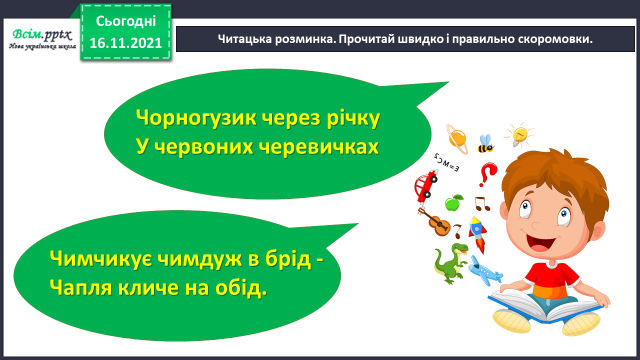 Всім.pptx
Нова українська школа
Сьогодні
16.11.2021
Читацька розминка. Прочитай швидко і правильно скоромовки.
Чорногузик через річку
У червоних черевичках
E=MC2
Чимчикує чимдуж в брід -
Чапля кличе на обід.